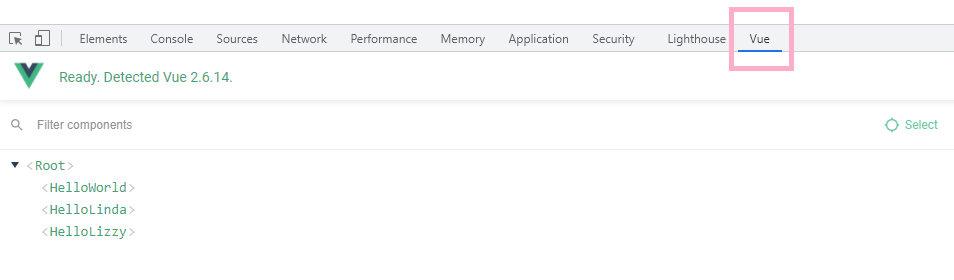 Elements Console Sources Network Performance Memory Application Security Lighthouse Vue
Ready. Detected Vue 2.6.14.
Filter components Select
<Root>
<HelloWorld>
<HelloLinda>
<HelloLizzy>